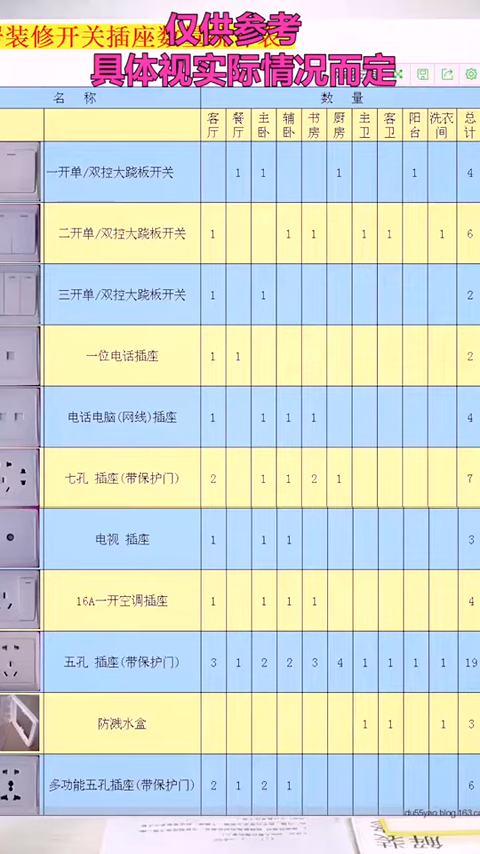 装修开关插座数
仅供参考
具体视实际情况而定
名 称 数 量
客厅 餐厅 主卧 辅卧 书房 厨房 主卫 客卫 阳台 洗衣间 总计
一开单/双控大跷板开关 1 1 1 1 4
二开单/双控大跷板开关 1 1 1 1 1 1 6
三开单/双控大跷板开关 1 1 2
一位电话插座 1 1 2
电话电脑(网线)插座 1 1 1 1 4
七孔 插座(带保护门) 2 1 1 2 1 7
电视 插座 1 1 1 3
16A一开空调插座 1 1 1 1 4
五孔 插座(带保护门) 3 1 2 2 3 4 1 1 1 1 19
防溅水盒 1 1 1 3
多功能五孔插座(带保护门) 2 1 2 1 6